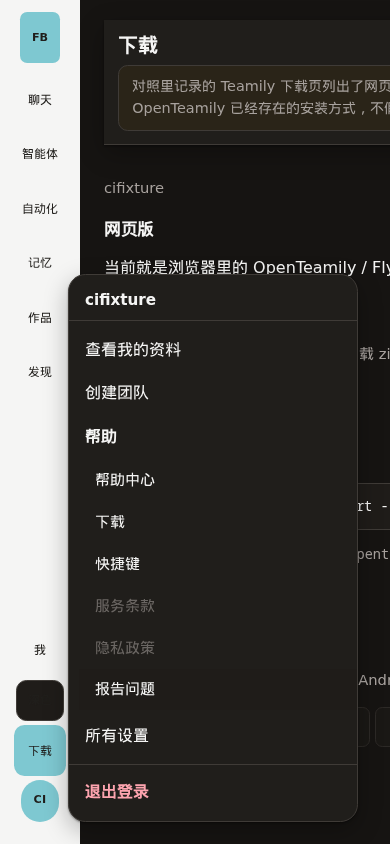 FB
聊天
智能体
自动化
记忆
作品
发现
我
下载
CI
下载
对照里记录的 Teamily 下载页列出了网页
OpenTeamily 已经存在的安装方式，不
cifixture
网页版
当前就是浏览器里的 OpenTeamily / Fly
载 zi
rt -
pent
Andr
cifixture
查看我的资料
创建团队
帮助
帮助中心
下载
快捷键
服务条款
隐私政策
报告问题
所有设置
退出登录